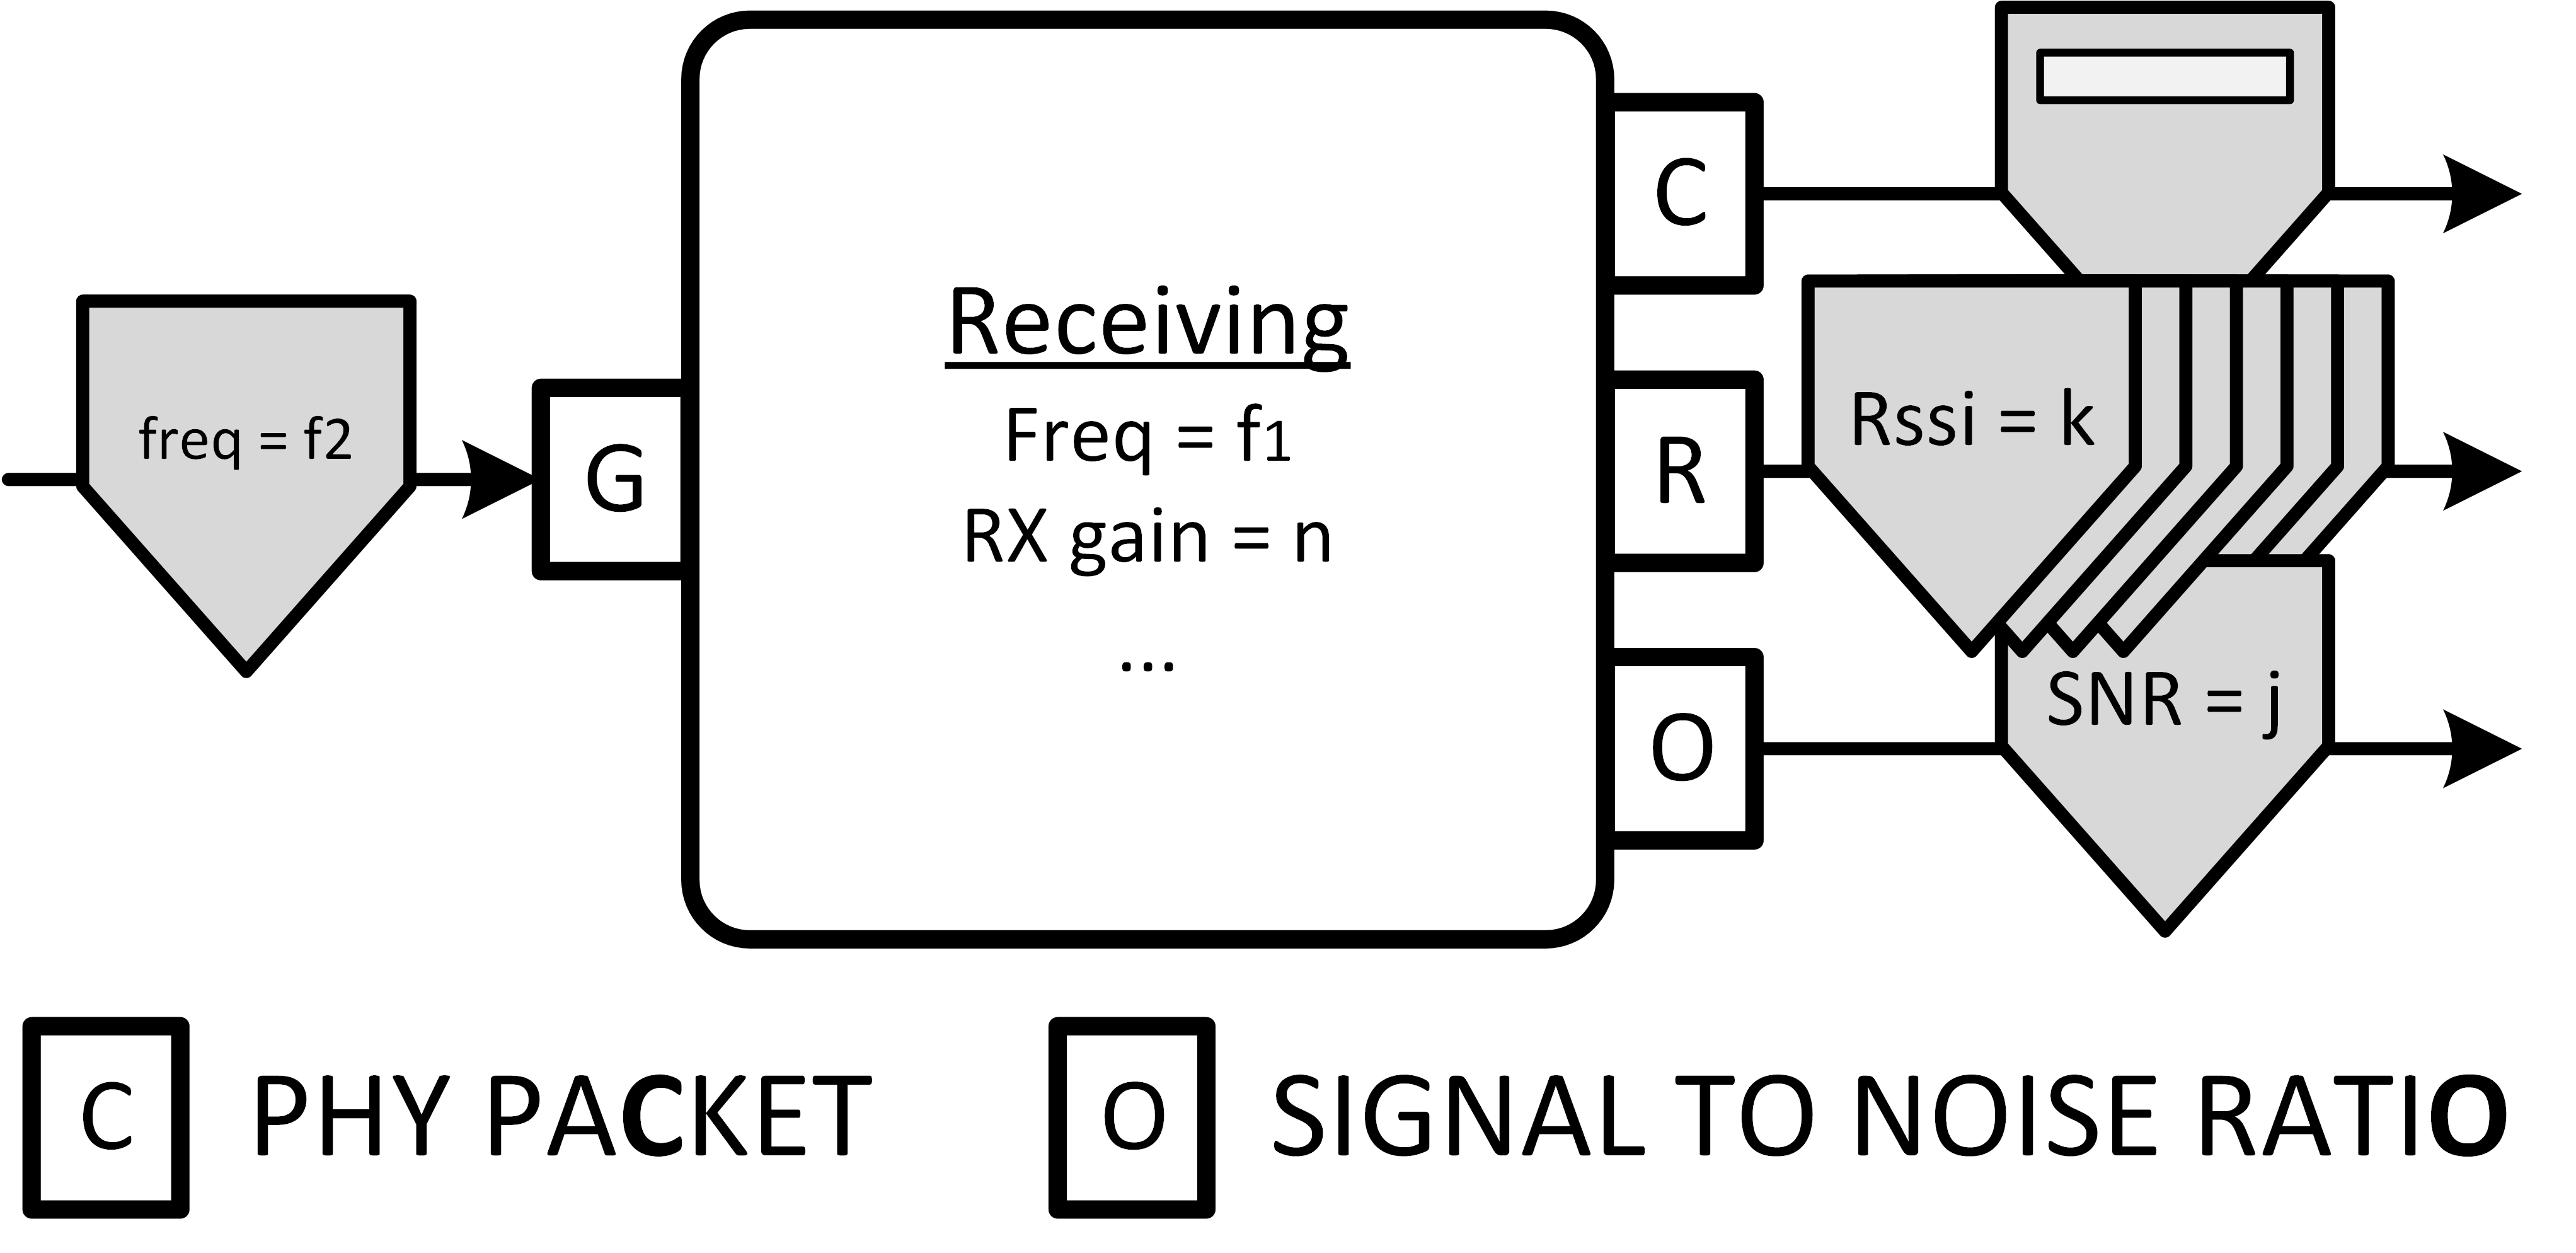 freq = f2
G
Receiving
Freq = f1
RX gain = n
...
C
R
Rssi = k
O
SNR = j
C PHY PACKET
O SIGNAL TO NOISE RATIO